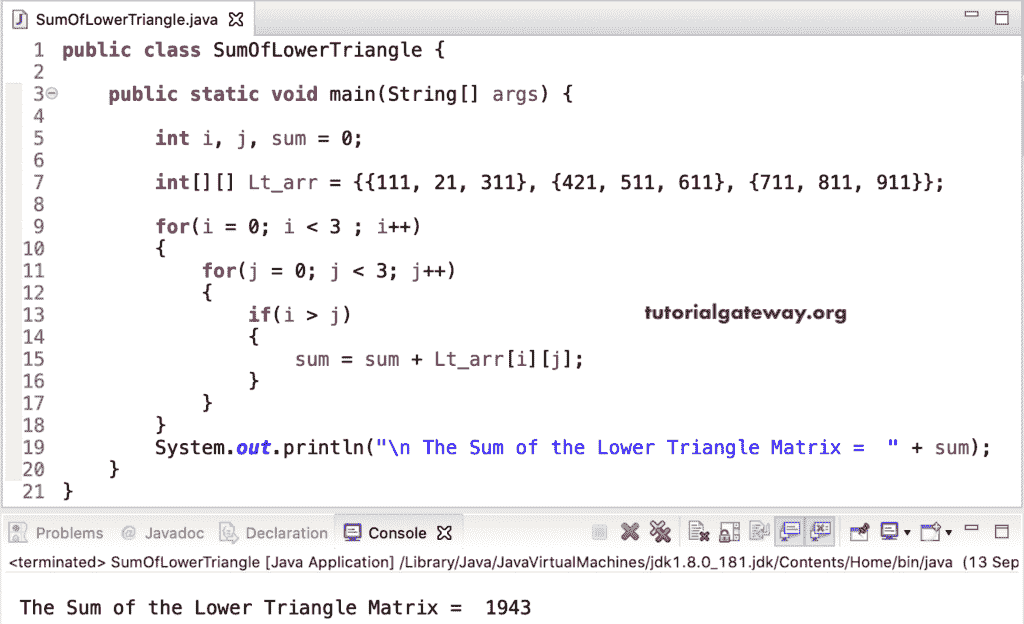 SumOfLowerTriangle.java
1 public class SumOfLowerTriangle {
2
3 public static void main(String[] args) {
4
5 int i, j, sum = 0;
6
7 int[][] Lt_arr = {{111, 21, 311}, {421, 511, 611}, {711, 811, 911}};
8
9 for(i = 0; i < 3 ; i++)
10 {
11 for(j = 0; j < 3; j++)
12 {
13 if(i > j)
tutorialgateway.org
14 {
15 sum = sum + Lt_arr[i][j];
16 }
17 }
18 }
19 System.out.println("\n The Sum of the Lower Triangle Matrix =  " + sum);
20 }
21 }
Problems @ Javadoc Declaration Console
<terminated> SumOfLowerTriangle [Java Application] /Library/Java/JavaVirtualMachines/jdk1.8.0_181.jdk/Contents/Home/bin/java (13 Sep
The Sum of the Lower Triangle Matrix =  1943